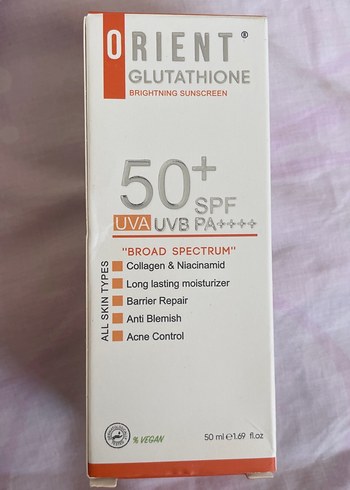 ORIENT®
GLUTATHIONE
BRIGHTNING SUNSCREEN
50+
SPF
UVA UVB PA++++
"BROAD SPECTRUM"
ALL SKIN TYPES
Collagen & Niacinamid
Long lasting moisturizer
Barrier Repair
Anti Blemish
Acne Control
% VEGAN
50 ml e 1.69 fl.oz